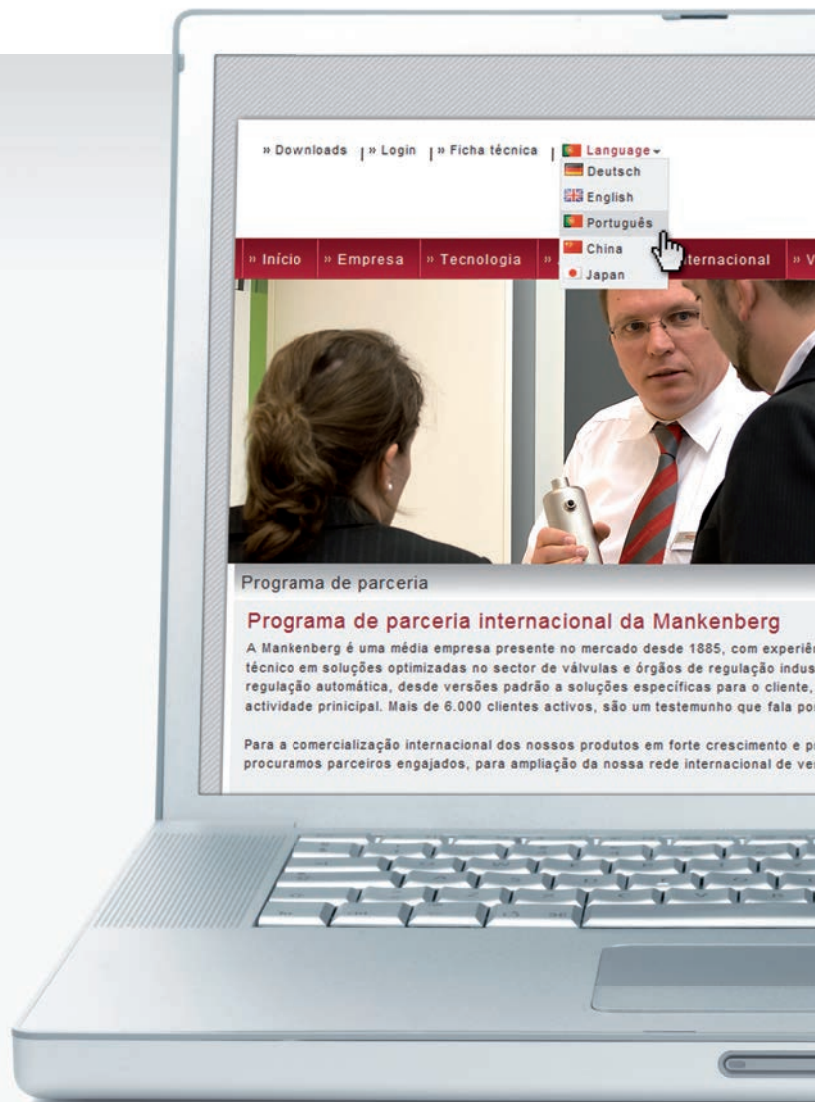 » Downloads | » Login | » Ficha técnica | Language
Deutsch
English
Português
China
Japan
» Início » Empresa » Tecnologia » ternacional » V
Programa de parceria
Programa de parceria internacional da Mankenberg
A Mankenberg é uma média empresa presente no mercado desde 1885, com experiên
técnico em soluções optimizadas no sector de válvulas e órgãos de regulação indus
regulação automática, desde versões padrão a soluções específicas para o cliente,
actividade prinicipal. Mais de 6.000 clientes activos, são um testemunho que fala po
Para a comercialização internacional dos nossos produtos em forte crescimento e p
procuramos parceiros engajados, para ampliação da nossa rede internacional de ve